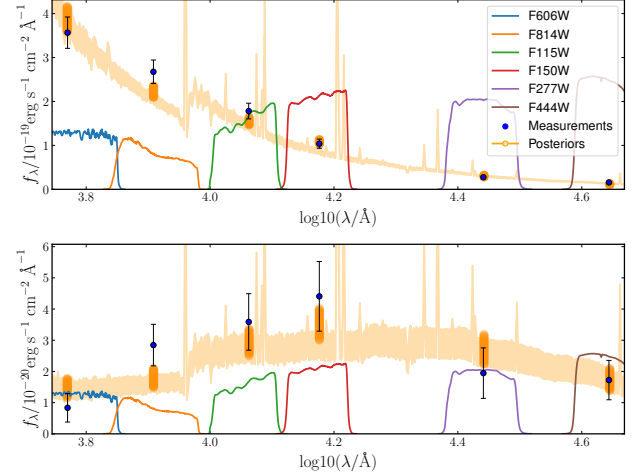 4
3
2
1
0
fλ/10⁻¹⁹ erg s⁻¹ cm⁻² Å⁻¹
F606W
F814W
F115W
F150W
F277W
F444W
Measurements
Posteriors
3.8 4.0 4.2 4.4 4.6
log10(λ/Å)
6
5
4
3
2
1
0
fλ/10⁻²⁰ erg s⁻¹ cm⁻² Å⁻¹
3.8 4.0 4.2 4.4 4.6
log10(λ/Å)